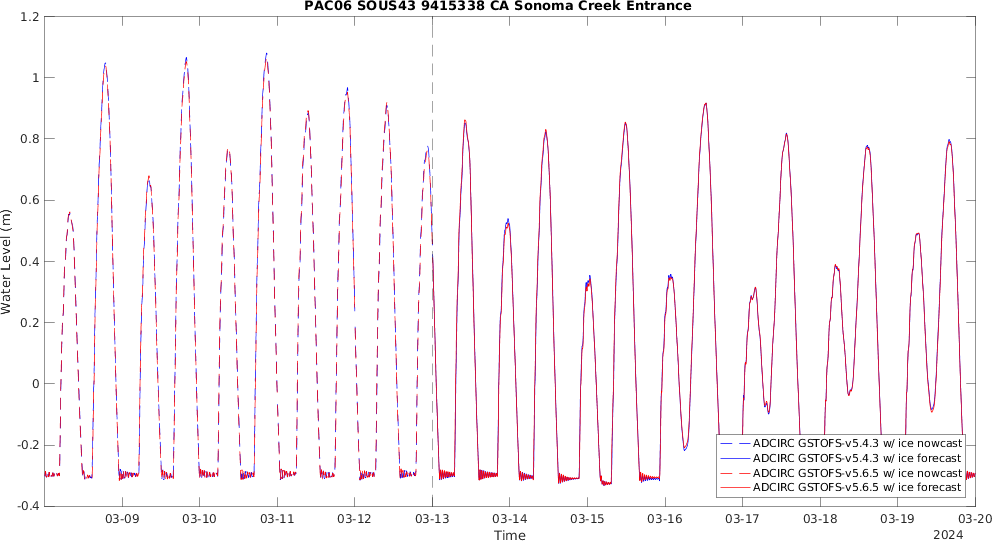 PAC06 SOUS43 9415338 CA Sonoma Creek Entrance
1.2
1
0.8
0.6
0.4
0.2
0
-0.2
-0.4
Water Level (m)
ADCIRC GSTOFS-v5.4.3 w/ ice nowcast
ADCIRC GSTOFS-v5.4.3 w/ ice forecast
ADCIRC GSTOFS-v5.6.5 w/ ice nowcast
ADCIRC GSTOFS-v5.6.5 w/ ice forecast
03-09 03-10 03-11 03-12 03-13 03-14 03-15 03-16 03-17 03-18 03-19 03-20
Time
2024